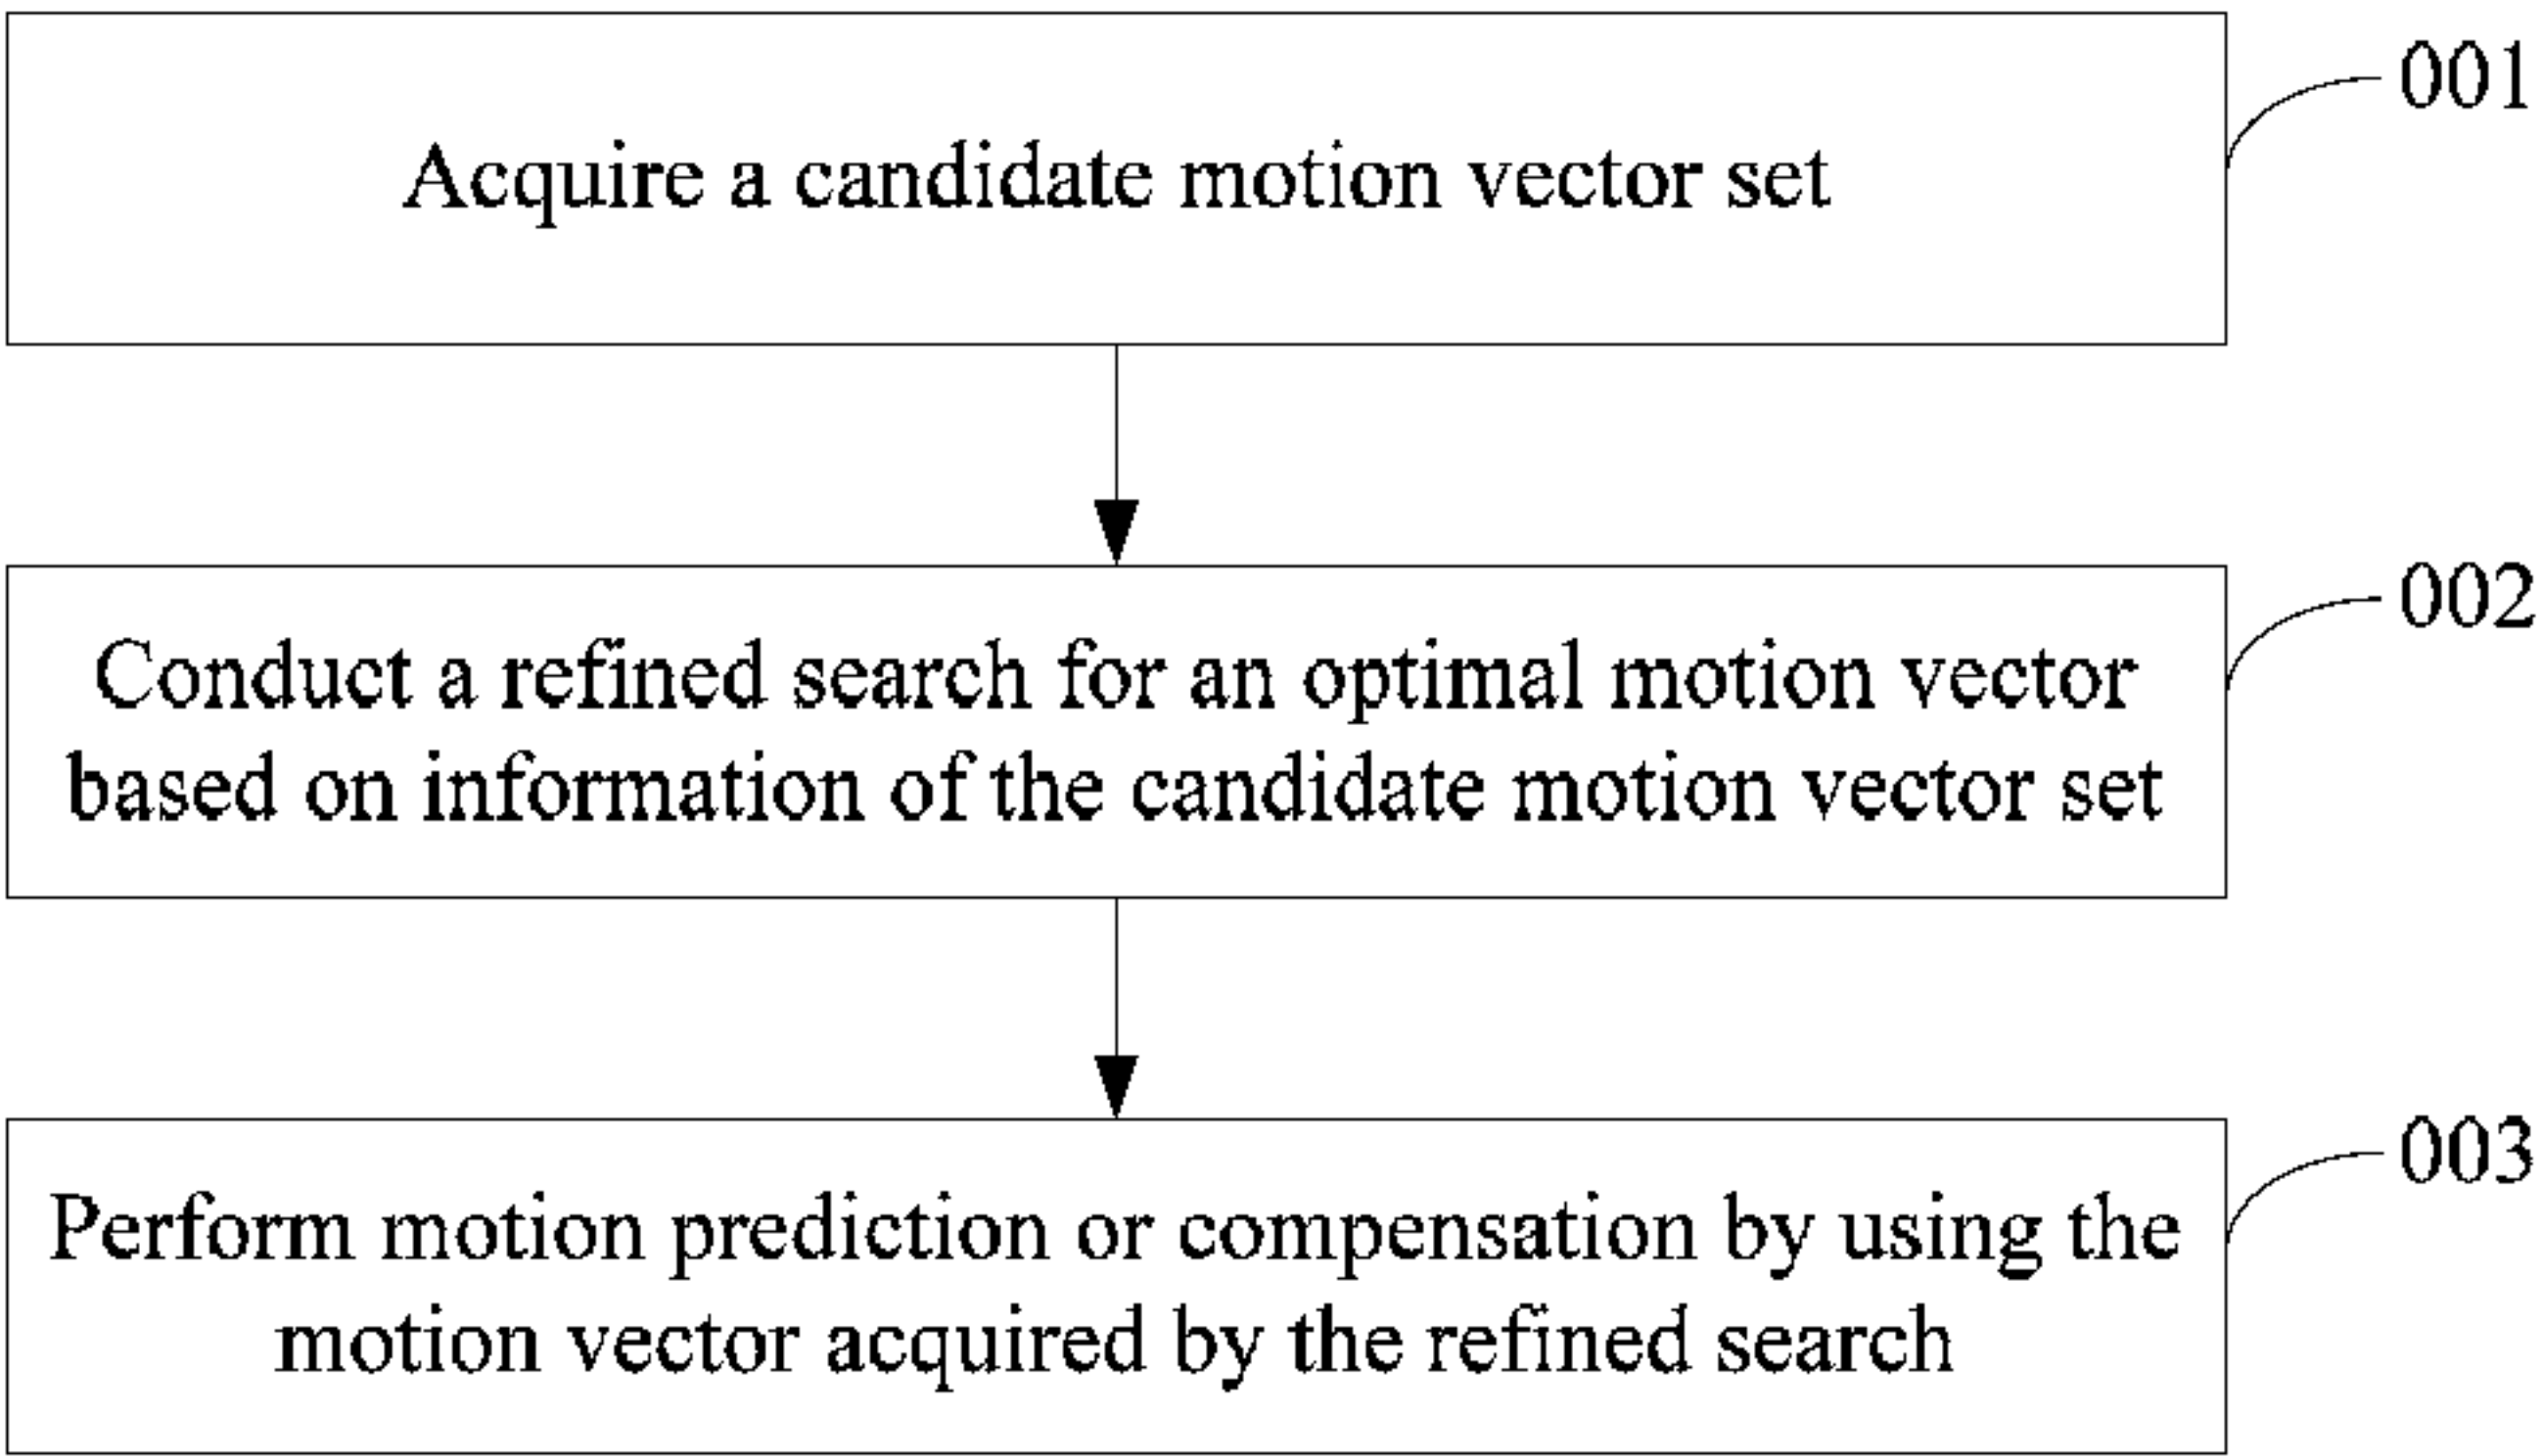 001
Acquire a candidate motion vector set
002
Conduct a refined search for an optimal motion vector
based on information of the candidate motion vector set
003
Perform motion prediction or compensation by using the
motion vector acquired by the refined search